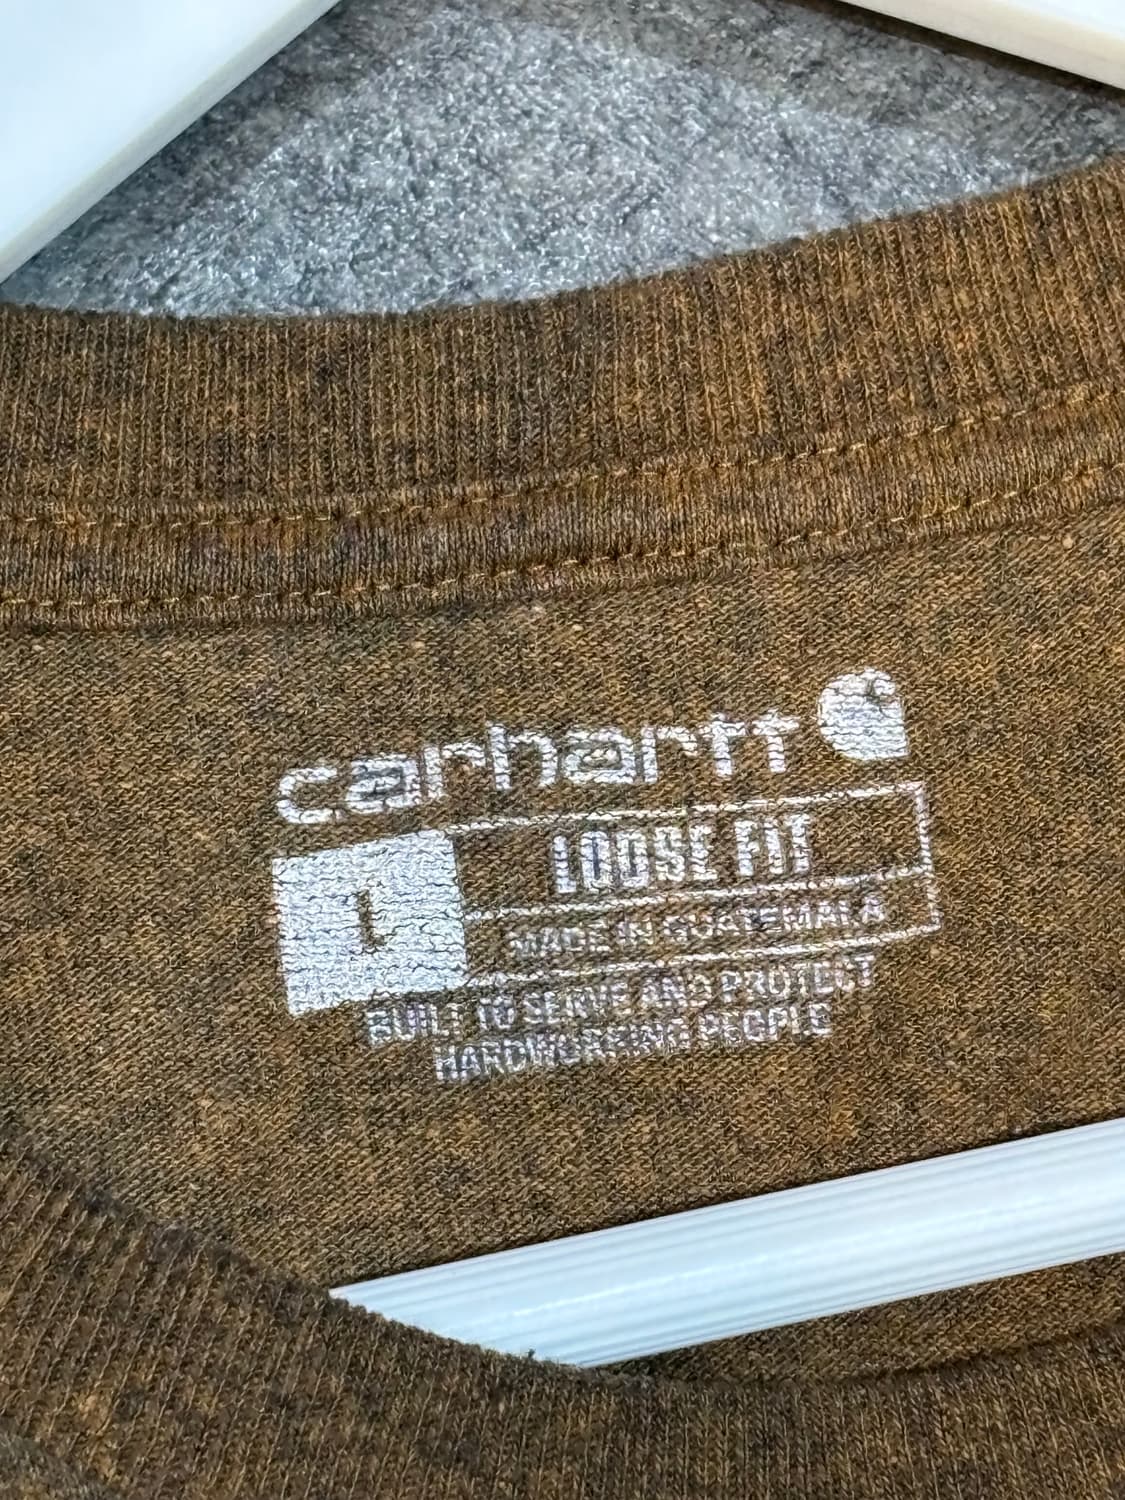 carhartt
L
LOOSE FIT
MADE IN GUATEMALA
BUILT TO SERVE AND PROTECT
HARDWORKING PEOPLE